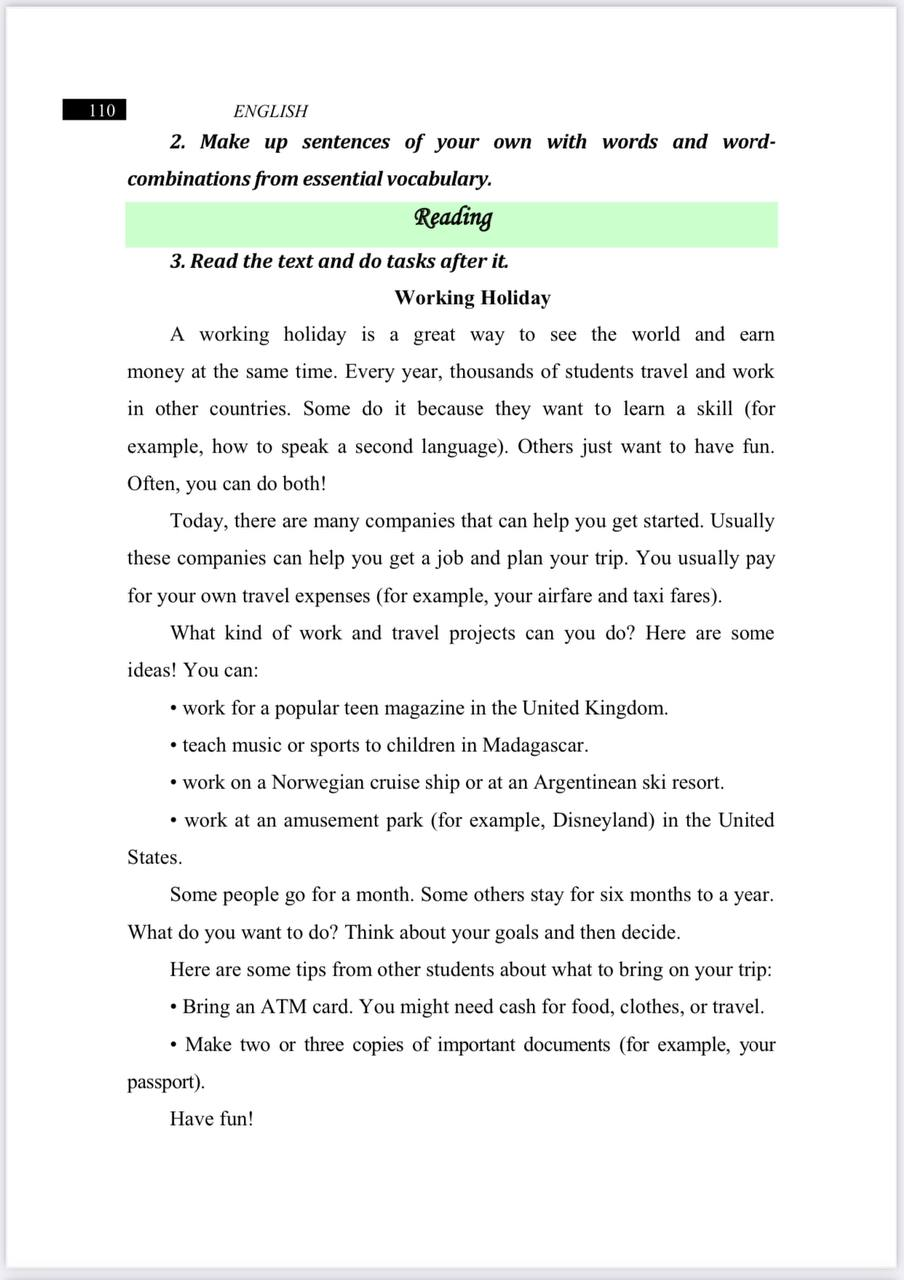 110 ENGLISH
2. Make up sentences of your own with words and word-
combinations from essential vocabulary.
Reading
3. Read the text and do tasks after it.
Working Holiday
A working holiday is a great way to see the world and earn
money at the same time. Every year, thousands of students travel and work
in other countries. Some do it because they want to learn a skill (for
example, how to speak a second language). Others just want to have fun.
Often, you can do both!
Today, there are many companies that can help you get started. Usually
these companies can help you get a job and plan your trip. You usually pay
for your own travel expenses (for example, your airfare and taxi fares).
What kind of work and travel projects can you do? Here are some
ideas! You can:
• work for a popular teen magazine in the United Kingdom.
• teach music or sports to children in Madagascar.
• work on a Norwegian cruise ship or at an Argentinean ski resort.
• work at an amusement park (for example, Disneyland) in the United
States.
Some people go for a month. Some others stay for six months to a year.
What do you want to do? Think about your goals and then decide.
Here are some tips from other students about what to bring on your trip:
• Bring an ATM card. You might need cash for food, clothes, or travel.
• Make two or three copies of important documents (for example, your
passport).
Have fun!